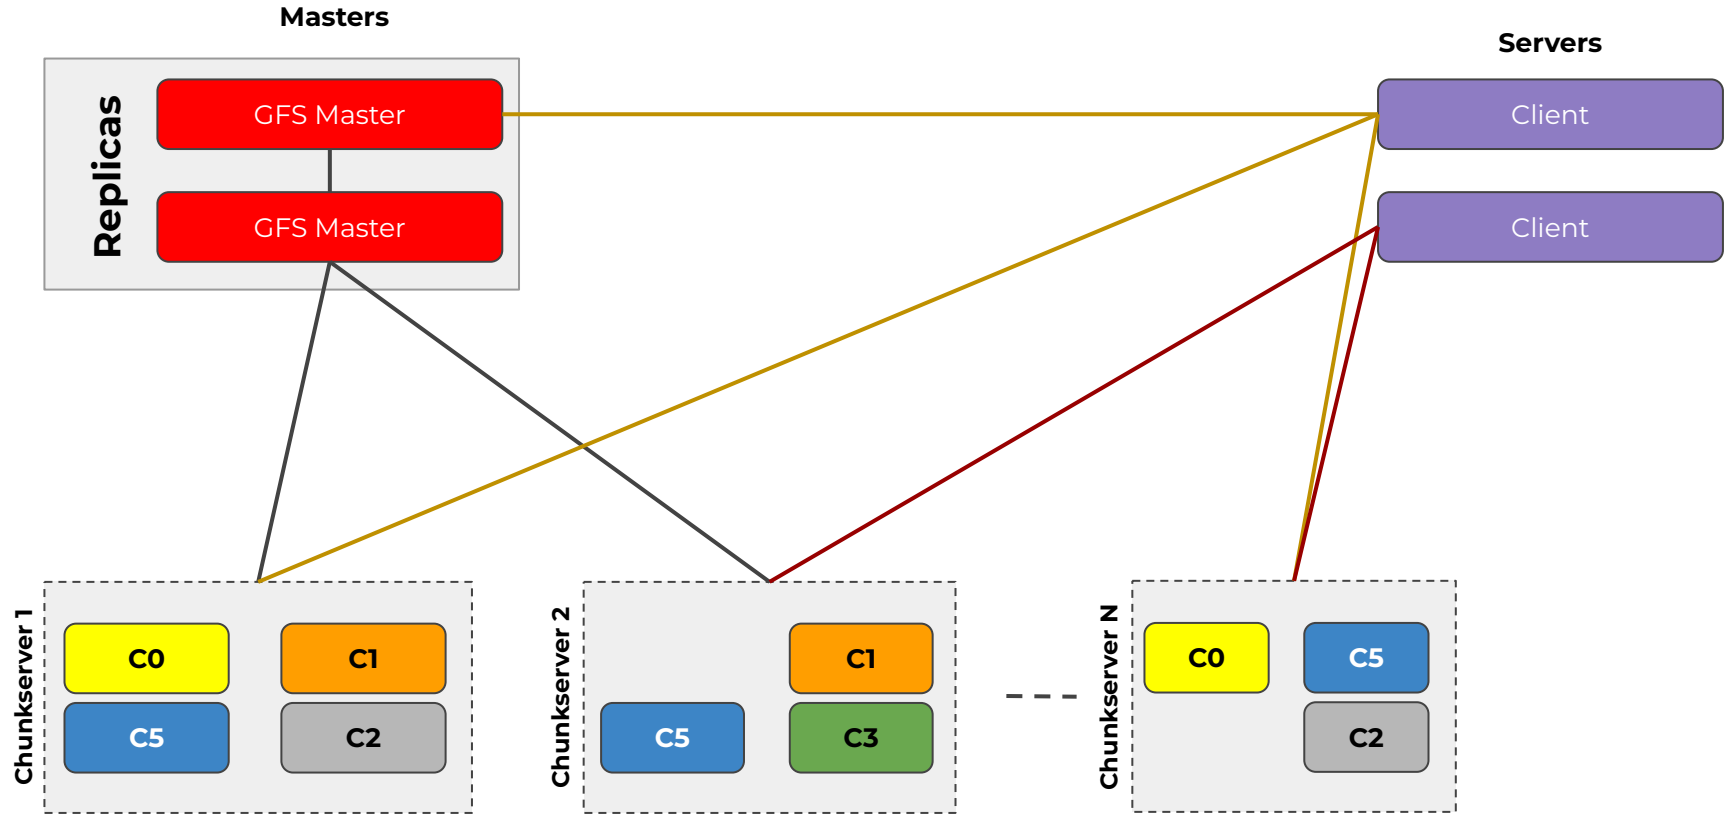 Masters
Servers
Replicas
GFS Master
GFS Master
Client
Client
Chunkserver 1
C0
C1
C5
C2
Chunkserver 2
C1
C5
C3
Chunkserver N
C0
C5
C2